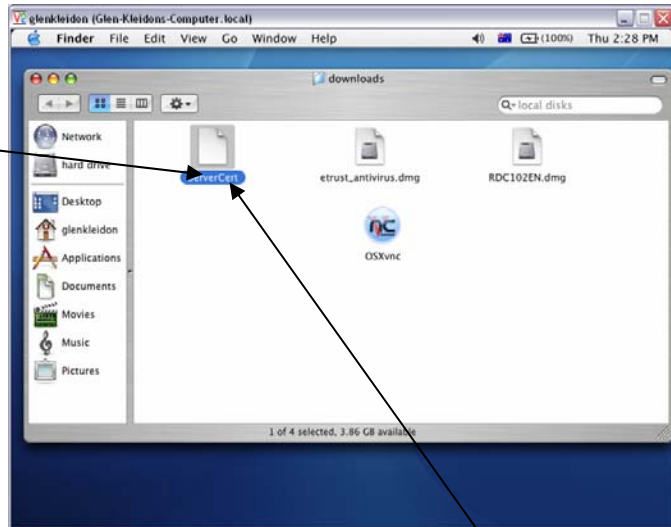 glenkleidon (Glen-Kleidons-Computer.local)
Finder File Edit View Go Window Help (100%) Thu 2:28 PM
downloads
local disks
Network
hard drive
Desktop
glenkleidon
Applications
Documents
Movies
Music
Pictures
ServerCert
etrust_antivirus.dmg
RDC102EN.dmg
OSXvnc
1 of 4 selected, 3.86 GB available